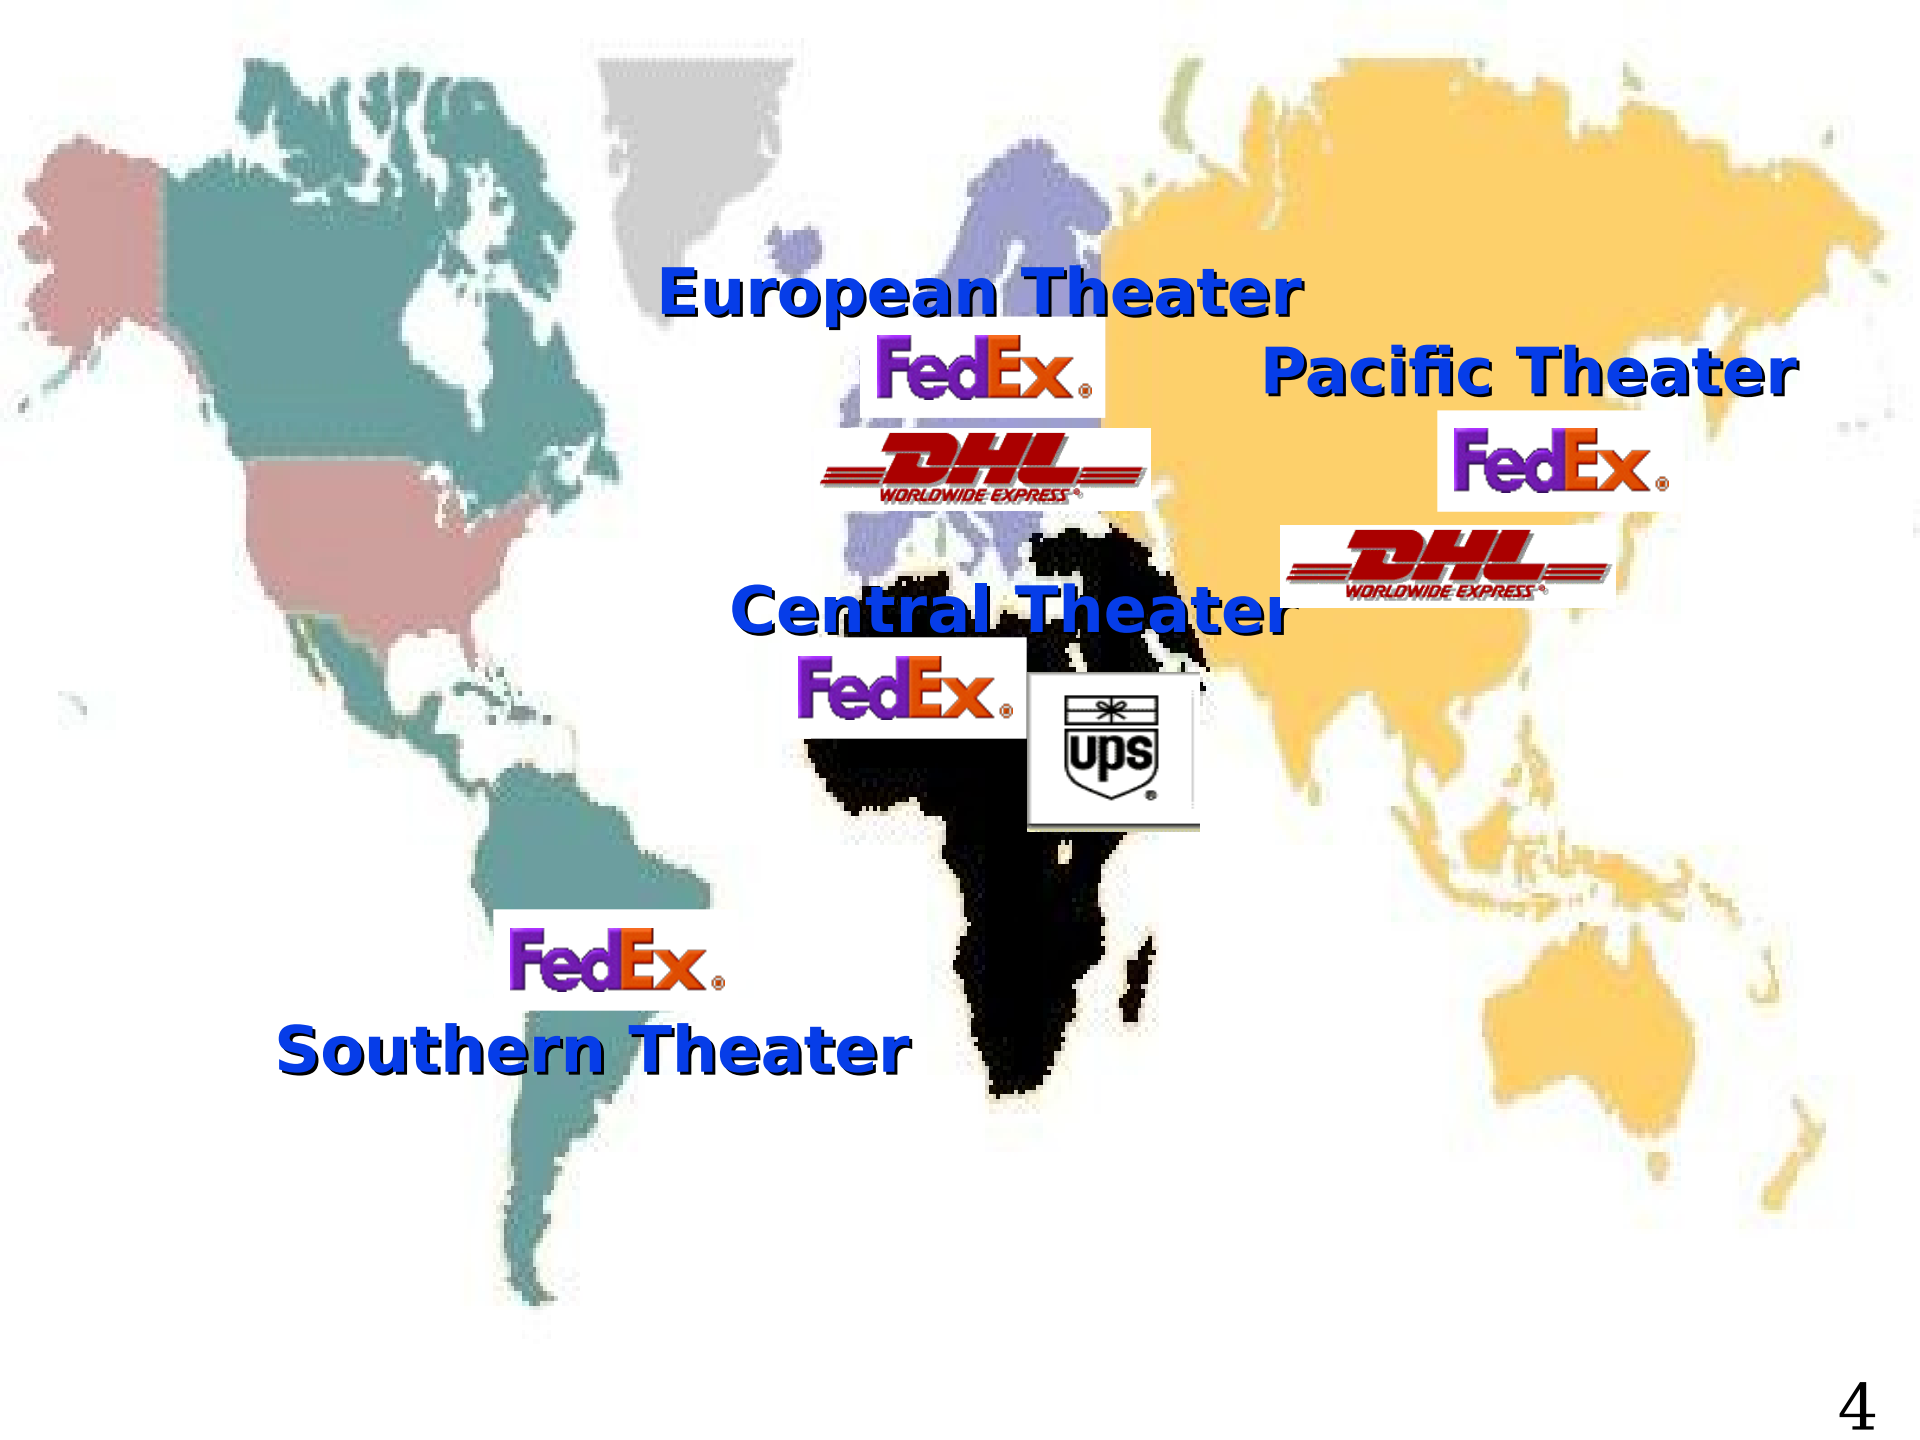 European Theater
FedEx®
Pacific Theater
FedEx®
DHL
WORLDWIDE EXPRESS®
DHL
WORLDWIDE EXPRESS®
Central Theater
FedEx®
ups®
FedEx®
Southern Theater
4